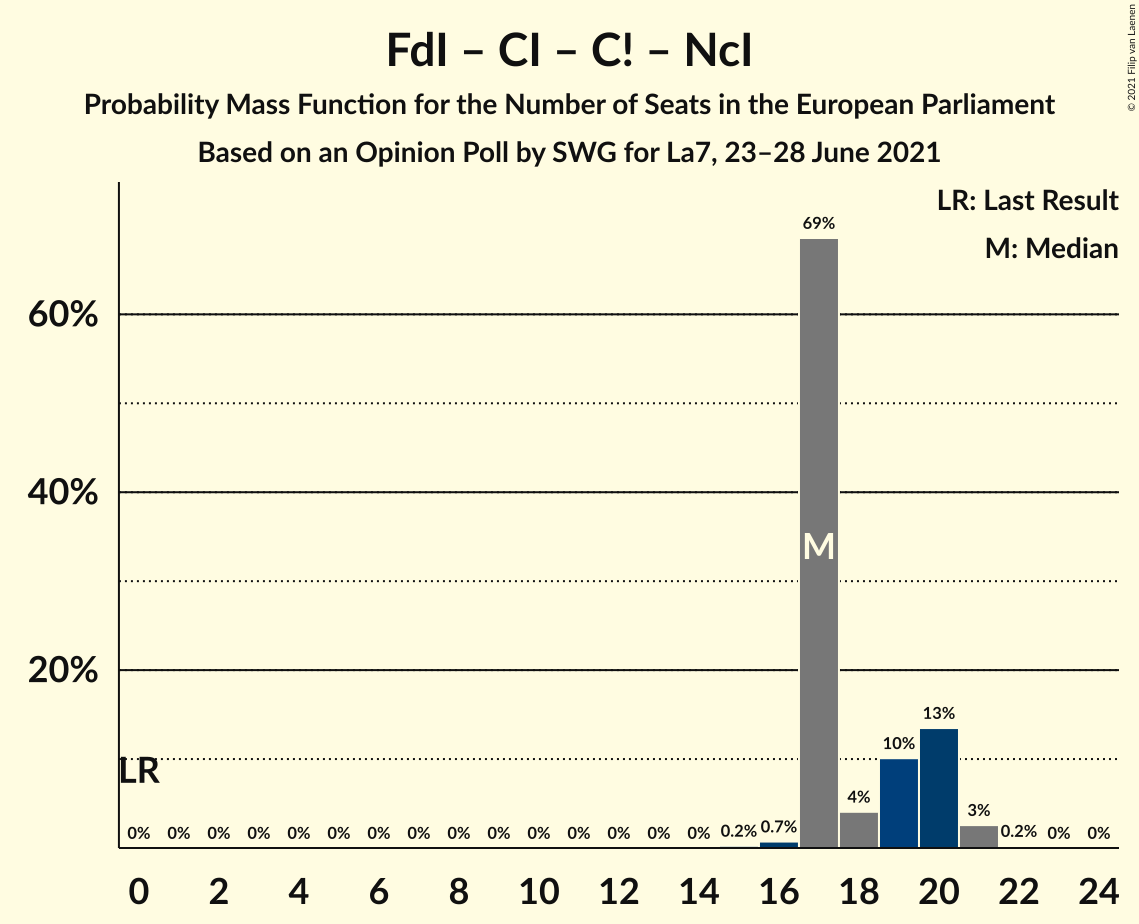 FdI – CI – C! – NcI
Probability Mass Function for the Number of Seats in the European Parliament
Based on an Opinion Poll by SWG for La7, 23–28 June 2021
© 2021 Filip van Laenen
LR: Last Result
M: Median
69%
60%
40%
M
20%
13%
10%
LR
4%
3%
0% 0% 0% 0% 0% 0% 0% 0% 0% 0% 0% 0% 0% 0% 0% 0.2% 0.7% 0.2% 0% 0%
0 2 4 6 8 10 12 14 16 18 20 22 24